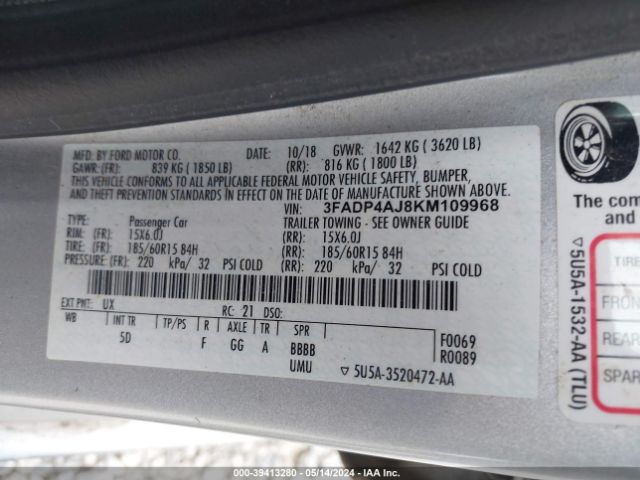 MFD. BY FORD MOTOR CO. DATE: 10/18 GVWR: 1642 KG ( 3620 LB)
GAWR: (FR): 839 KG ( 1850 LB) (RR): 816 KG ( 1800 LB)
THIS VEHICLE CONFORMS TO ALL APPLICABLE FEDERAL MOTOR VEHICLE SAFETY, BUMPER,
AND THEFT PREVENTION STANDARDS IN EFFECT ON THE DATE OF MANUFACTURE SHOWN ABOVE.
VIN: 3FADP4AJ8KM109968
TYPE: Passenger Car TRAILER TOWING - SEE OWNER GUIDE
RIM: (FR): 15X6.0J (RR): 15X6.0J
TIRE: (FR): 185/60R15 84H (RR): 185/60R15 84H
PRESSURE: (FR): 220 kPa/ 32 PSI COLD (RR): 220 kPa/ 32 PSI COLD
EXT PNT: UX RC: 21 DSO:
WB INT TR TP/PS R AXLE TR SPR F0069
5D F GG A BBBB R0089
UMU ▽ 5U5A-3520472-AA
The com
of occup
▽ 5U5A-1532-AA (TLU)
TIRE
FRON
REAR
SPAR
000-39413280 - 05/14/2024 - IAA Inc.